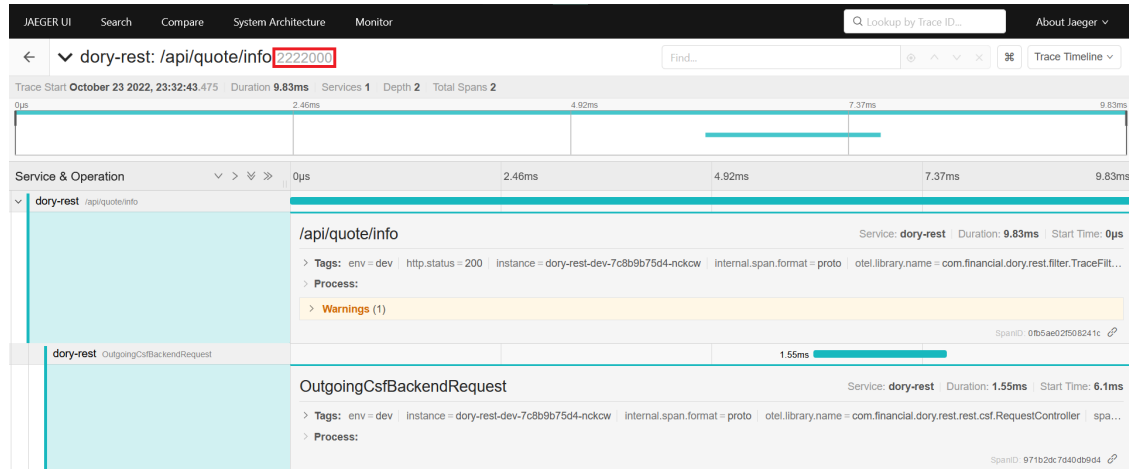 JAEGER UI Search Compare System Architecture Monitor Lookup by Trace ID... About Jaeger
dory-rest: /api/quote/info 2222000 Find... Trace Timeline
Trace Start October 23 2022, 23:32:43.475 Duration 9.83ms Services 1 Depth 2 Total Spans 2
0μs 2.46ms 4.92ms 7.37ms 9.83ms
Service & Operation 0μs 2.46ms 4.92ms 7.37ms 9.83ms
dory-rest /api/quote/info
/api/quote/info Service: dory-rest Duration: 9.83ms Start Time: 0μs
Tags: env = dev http.status = 200 instance = dory-rest-dev-7c8b9b75d4-nckcw internal.span.format = proto otel.library.name = com.financial.dory.rest.filter.TraceFilt...
Process:
Warnings (1)
SpanID: 0fb5ae02f508241c
dory-rest OutgoingCsfBackendRequest 1.55ms
OutgoingCsfBackendRequest Service: dory-rest Duration: 1.55ms Start Time: 6.1ms
Tags: env = dev instance = dory-rest-dev-7c8b9b75d4-nckcw internal.span.format = proto otel.library.name = com.financial.dory.rest.rest.csf.RequestController spa...
Process:
SpanID: 971b2dc7d40db9d4